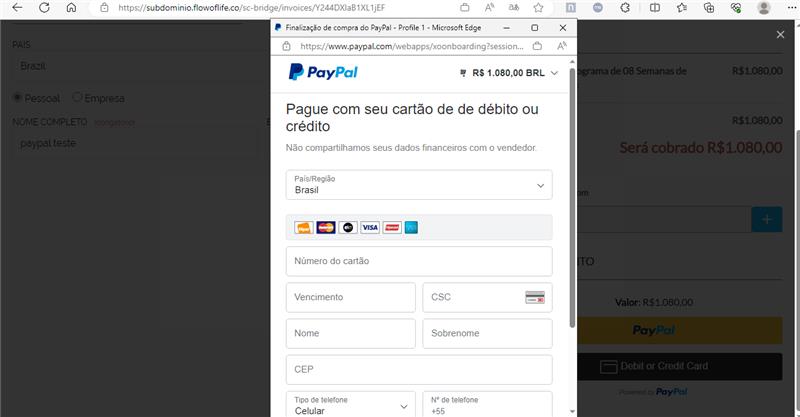 https://subdominio.flowoflife.co/sc-bridge/invoices/Y244DXIaB1XL1jEF
Finalização de compra do PayPal - Profile 1 - Microsoft Edge
https://www.paypal.com/webapps/xoonboarding?session...
PayPal
R$ 1.080,00 BRL
Pague com seu cartão de de débito ou
crédito
Não compartilhamos seus dados financeiros com o vendedor.
País/Região
Brasil
VISA
Número do cartão
Vencimento
CSC
Nome
Sobrenome
CEP
Tipo de telefone
Celular
Nº de telefone
+55
PAÍS
Brazil
Pessoal
Empresa
NOME COMPLETO
E
paypal teste
ograma de 08 Semanas de
R$1.080,00
R$1.080,00
Será cobrado R$1.080,00
om
+
TO
Valor: R$1.080,00
PayPal
Debit or Credit Card
Powered by PayPal